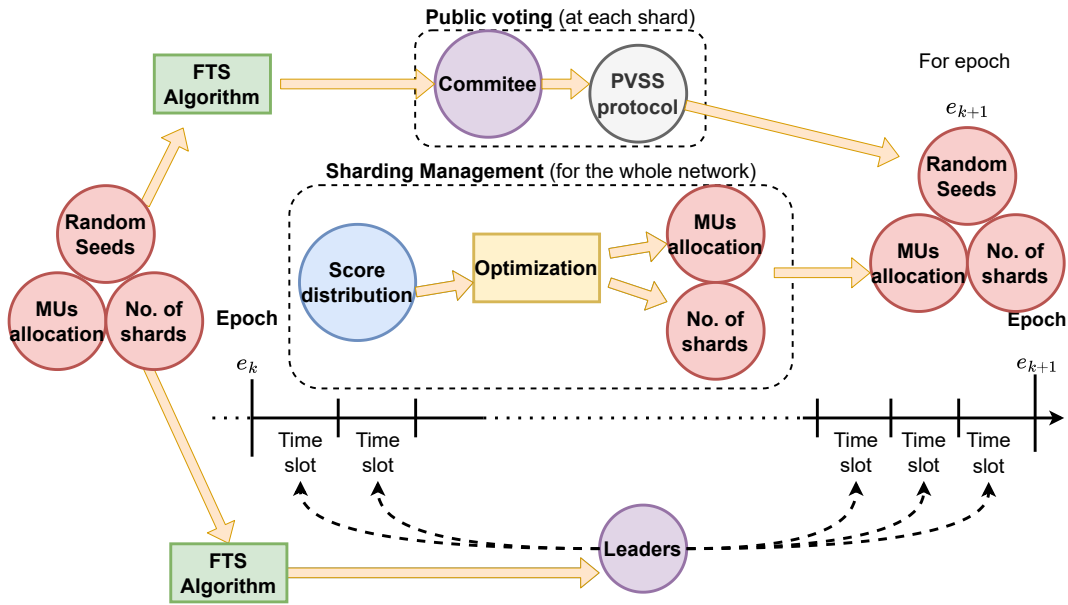 Public voting (at each shard)
FTS
Algorithm
Commitee
PVSS
protocol
For epoch
e_{k+1}
Random
Seeds
MUs
allocation
No. of
shards
Sharding Management (for the whole network)
Score
distribution
Optimization
MUs
allocation
No. of
shards
Random
Seeds
MUs
allocation
No. of
shards
Epoch
Epoch
e_k
e_{k+1}
Time
slot
Time
slot
Time
slot
Time
slot
Time
slot
FTS
Algorithm
Leaders